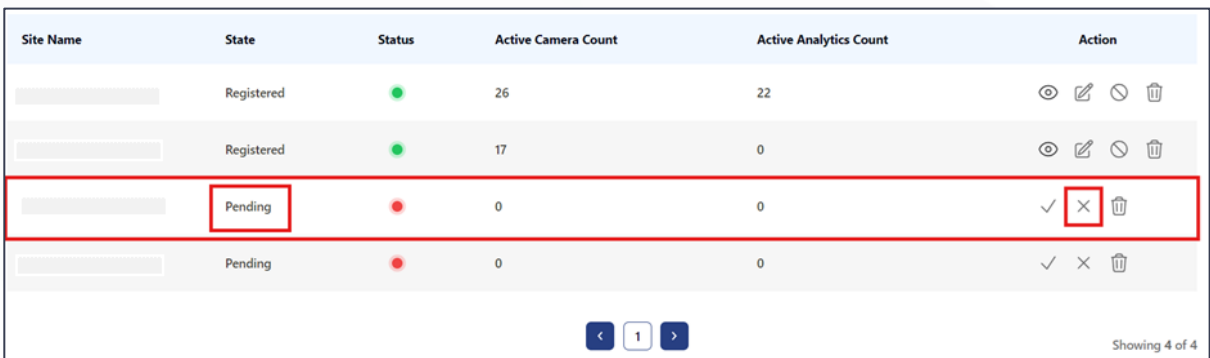 Site Name State Status Active Camera Count Active Analytics Count Action
Registered 26 22
Registered 17 0
Pending 0 0
Pending 0 0
1
Showing 4 of 4